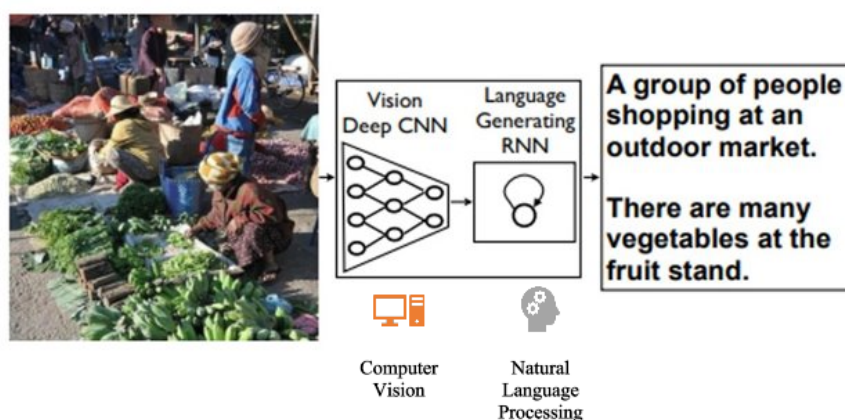 Vision
Deep CNN
Language
Generating
RNN
A group of people
shopping at an
outdoor market.
There are many
vegetables at the
fruit stand.
Computer
Vision
Natural
Language
Processing